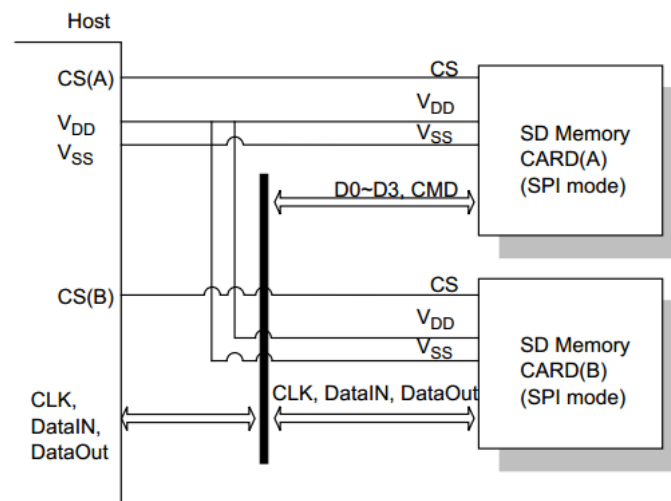 Host
CS(A)
CS
VDD
VDD
VSS
VSS
SD Memory
CARD(A)
(SPI mode)
D0~D3, CMD
CS(B)
CS
VDD
VSS
SD Memory
CARD(B)
(SPI mode)
CLK, DataIN, DataOut
CLK,
DataIN,
DataOut